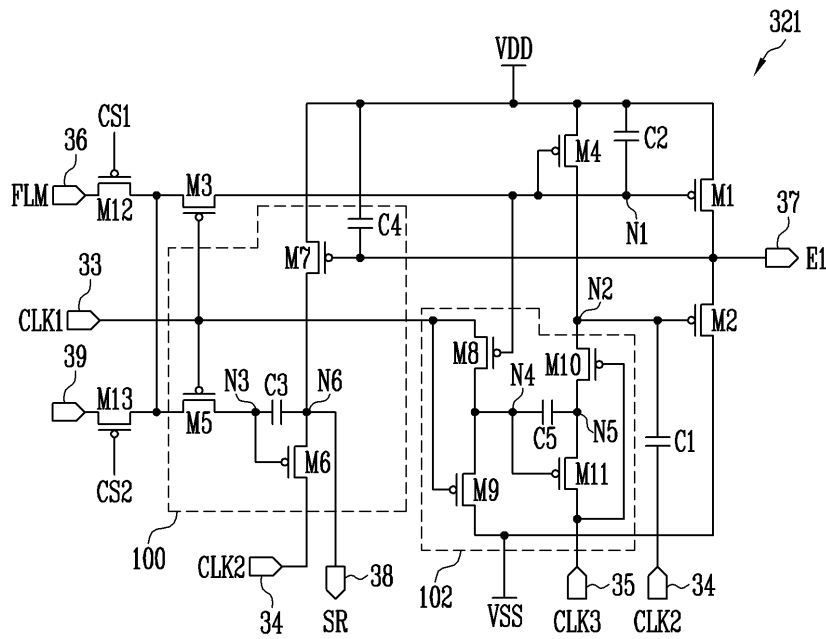 321
VDD
CS1
36
FLM
M12
M3
M4
C2
M1
N1
37
E1
C4
M7
33
CLK1
N2
M2
M8
M10
39
M13
N3
C3
N6
N4
C5
N5
C1
M5
M6
M9
M11
CS2
100
CLK2
34
38
SR
102
VSS
35
CLK3
34
CLK2